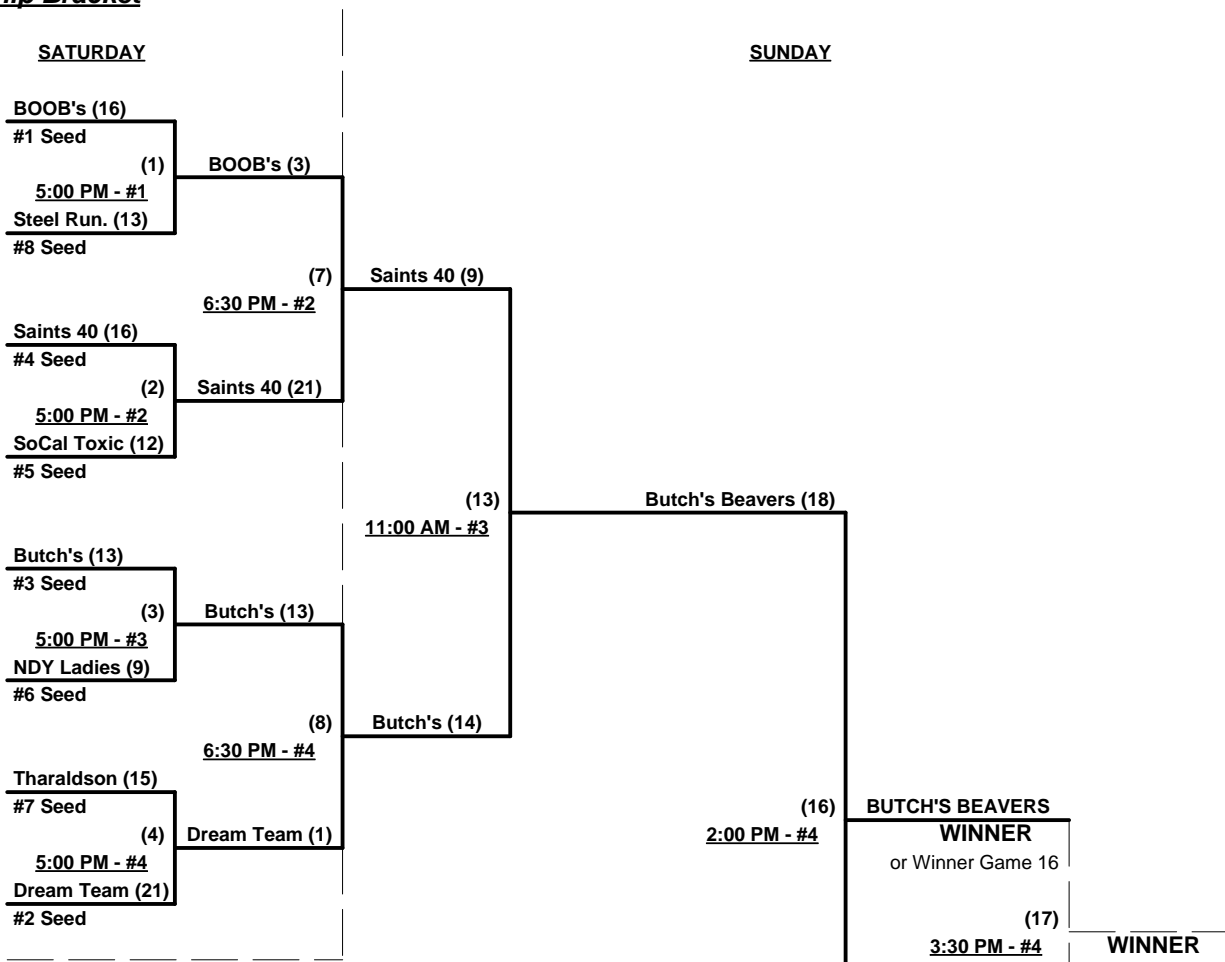 Bracket
SATURDAY
SUNDAY
BOOB's (16)
#1 Seed
(1)
BOOB's (3)
5:00 PM - #1
Steel Run. (13)
#8 Seed
(7)
Saints 40 (9)
6:30 PM - #2
Saints 40 (16)
#4 Seed
(2)
Saints 40 (21)
5:00 PM - #2
SoCal Toxic (12)
#5 Seed
(13)
Butch's Beavers (18)
11:00 AM - #3
Butch's (13)
#3 Seed
(3)
Butch's (13)
5:00 PM - #3
NDY Ladies (9)
#6 Seed
(8)
Butch's (14)
6:30 PM - #4
Tharaldson (15)
#7 Seed
(4)
Dream Team (1)
5:00 PM - #4
Dream Team (21)
#2 Seed
(16)
BUTCH'S BEAVERS
2:00 PM - #4
WINNER
or Winner Game 16
(17)
3:30 PM - #4
WINNER